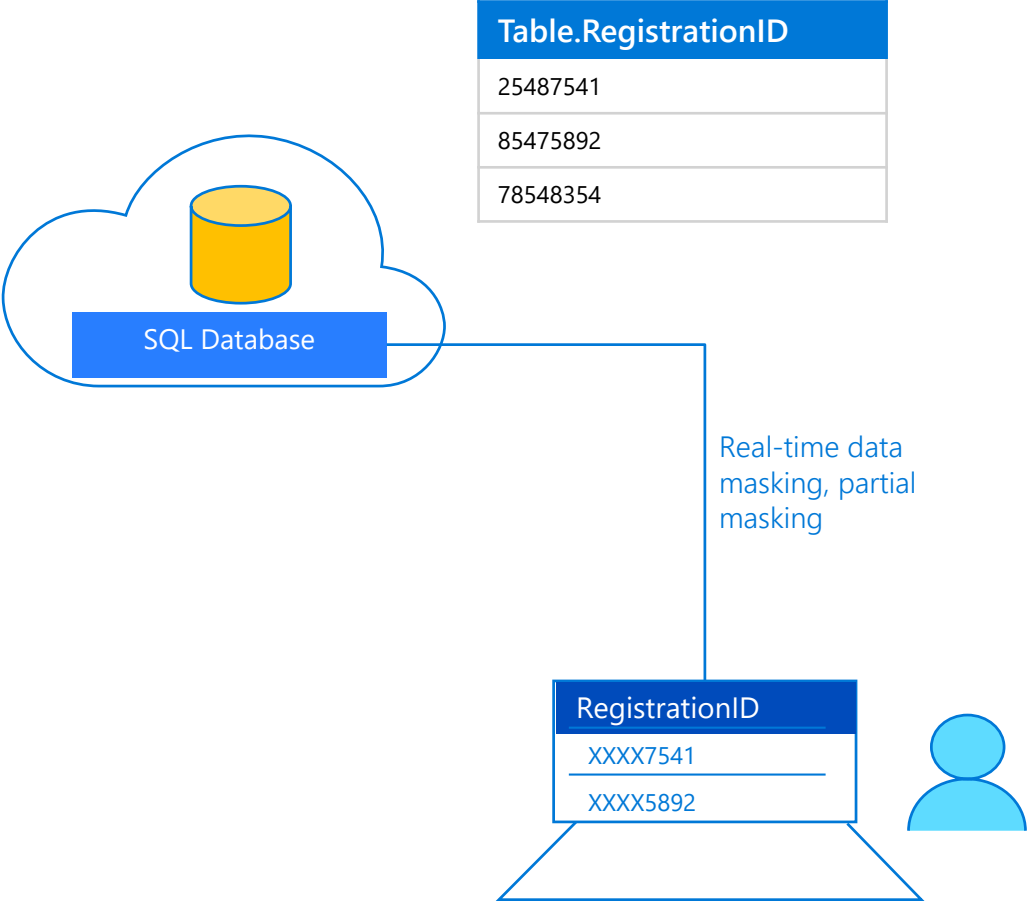 Table.RegistrationID
25487541
85475892
78548354
SQL Database
Real-time data
masking, partial
masking
RegistrationID
XXXX7541
XXXX5892